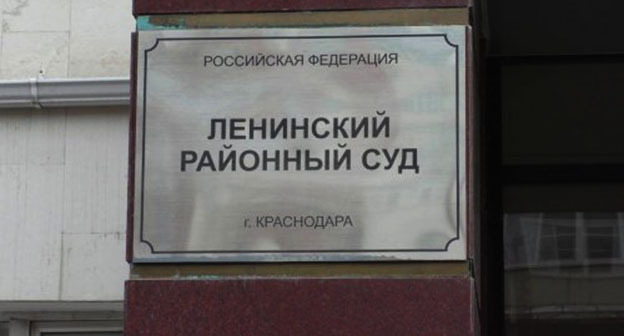 РОССИЙСКАЯ ФЕДЕРАЦИЯ
ЛЕНИНСКИЙ
РАЙОННЫЙ СУД
г. КРАСНОДАРА